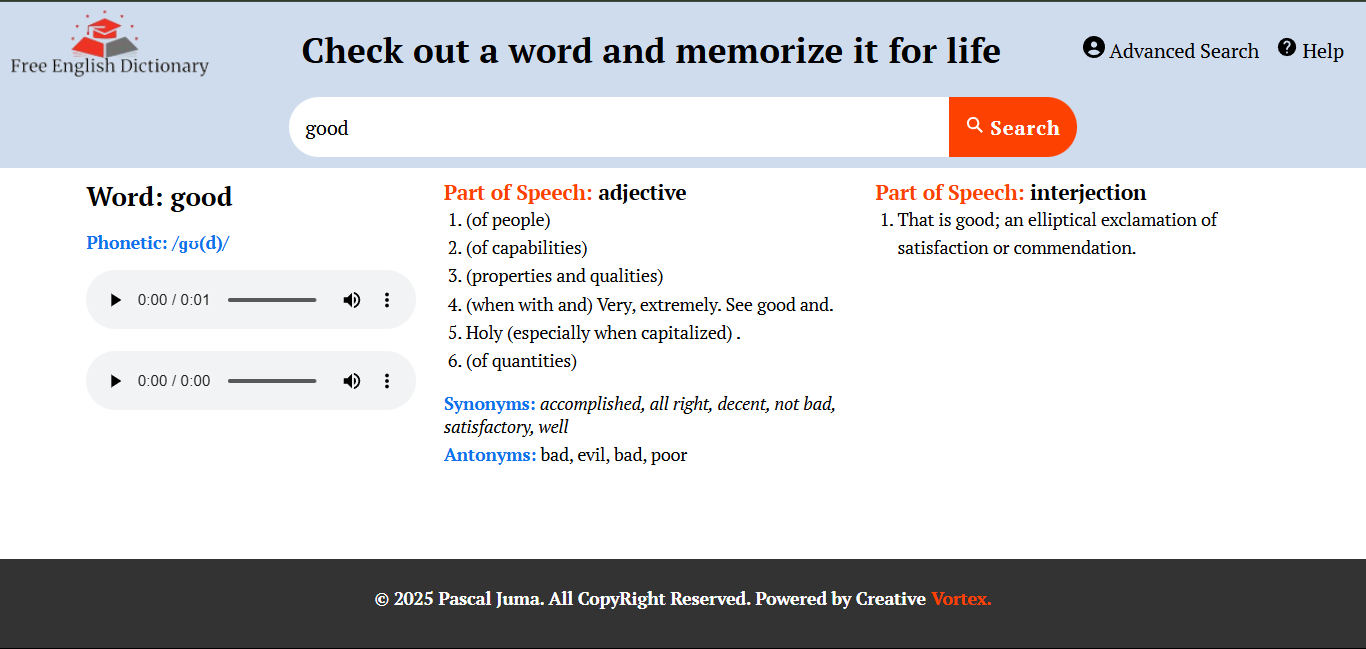 Free English Dictionary
Check out a word and memorize it for life
Advanced Search
Help
good
Search
Word: good
Phonetic: /ɡʊ(d)/
0:00 / 0:01
0:00 / 0:00
Part of Speech: adjective
1. (of people)
2. (of capabilities)
3. (properties and qualities)
4. (when with and) Very, extremely. See good and.
5. Holy (especially when capitalized) .
6. (of quantities)
Synonyms: accomplished, all right, decent, not bad,
satisfactory, well
Antonyms: bad, evil, bad, poor
Part of Speech: interjection
1. That is good; an elliptical exclamation of
satisfaction or commendation.
© 2025 Pascal Juma. All CopyRight Reserved. Powered by Creative Vortex.